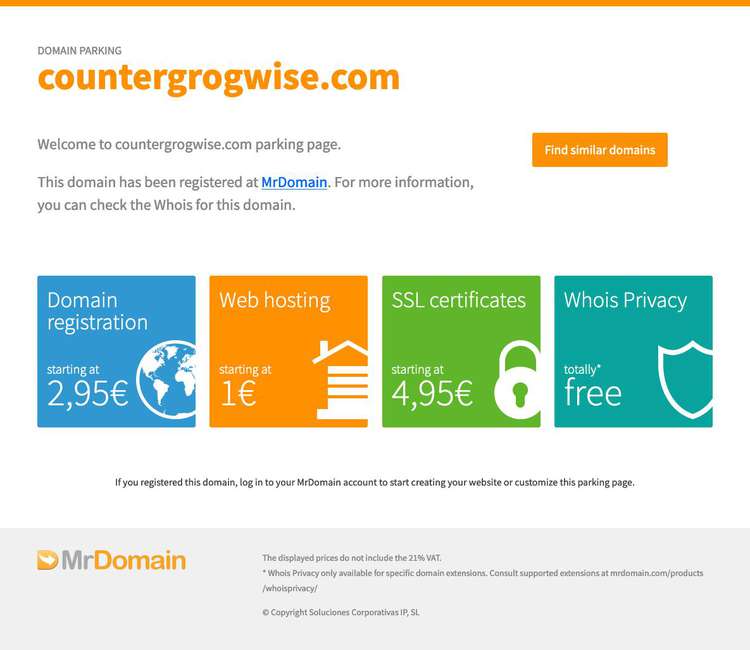 DOMAIN PARKING
countergrogwise.com
Welcome to countergrogwise.com parking page.
Find similar domains
This domain has been registered at MrDomain. For more information,
you can check the Whois for this domain.
Domain
registration
starting at
2,95€
Web hosting
starting at
1€
SSL certificates
starting at
4,95€
Whois Privacy
totally*
free
If you registered this domain, log in to your MrDomain account to start creating your website or customize this parking page.
MrDomain
The displayed prices do not include the 21% VAT.
* Whois Privacy only available for specific domain extensions. Consult supported extensions at mrdomain.com/products
/whoisprivacy/
© Copyright Soluciones Corporativas IP, SL